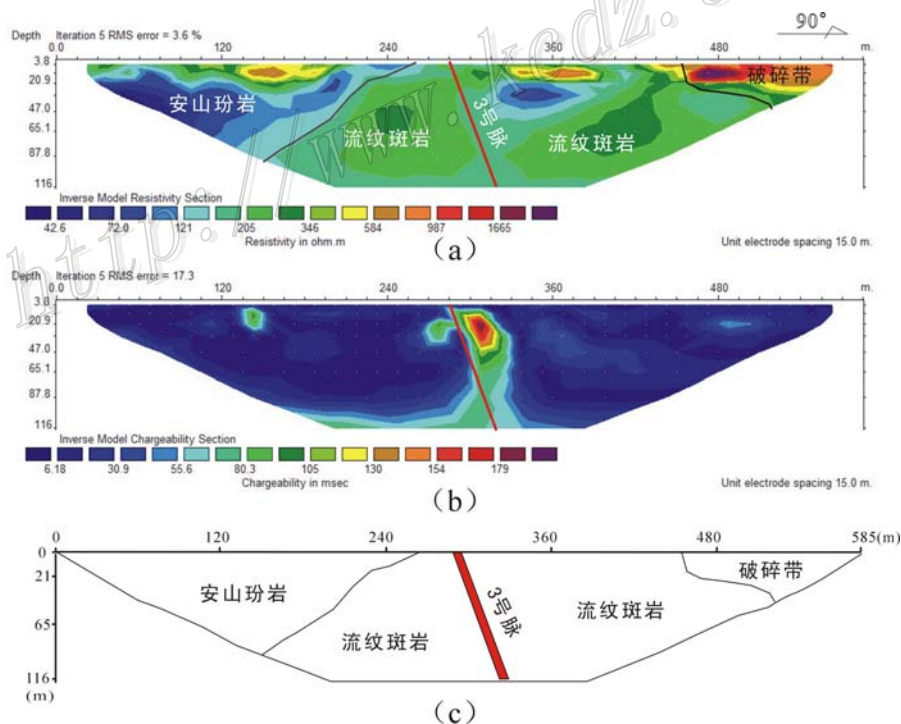 http://www.kcdz.
90°
Depth Iteration 5 RMS error = 3.6 %
0.0 120 240 360 480 m.
3.8
20.9
47.0
65.1
87.8
116
安山玢岩
流纹斑岩
3号脉
流纹斑岩
破碎带
Inverse Model Resistivity Section
42.6 72.0 121 205 346 584 987 1665
Resistivity in ohm.m
Unit electrode spacing 15.0 m.
(a)
Depth Iteration 5 RMS error = 17.3
0.0 120 240 360 480 m.
3.8
20.9
47.0
65.1
87.8
116
Inverse Model Chargeability Section
6.18 30.9 55.6 80.3 105 130 154 179
Chargeability in msec
Unit electrode spacing 15.0 m.
(b)
0 120 240 360 480 585(m)
0
21
65
116
(m)
安山玢岩
流纹斑岩
3号脉
流纹斑岩
破碎带
(c)